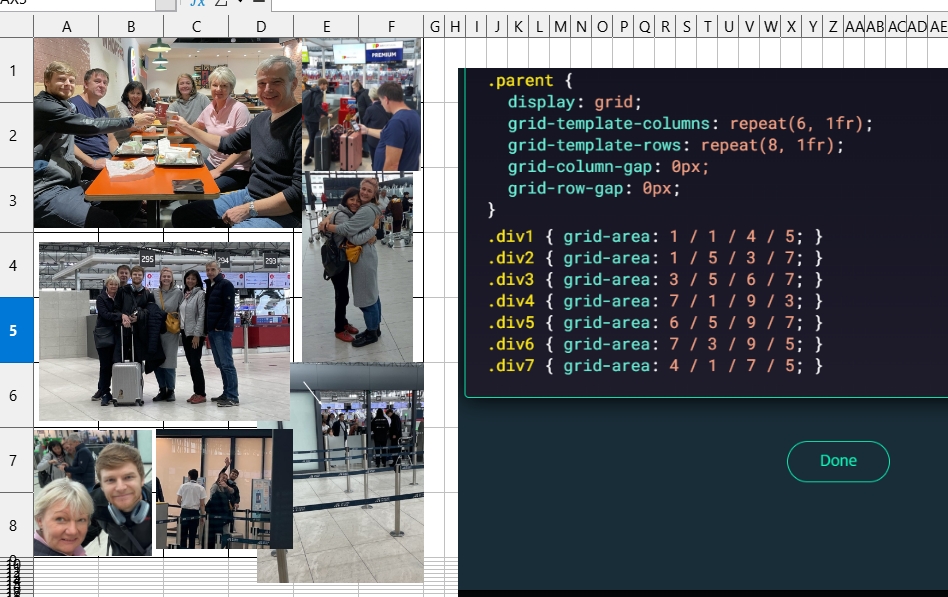 A B C D E F G H I J K L M N O P Q R S T U V W X Y Z AA AB AC AD AE
1
2
3
4
5
6
7
8
PREMIUM
295
294
293
.parent {
display: grid;
grid-template-columns: repeat(6, 1fr);
grid-template-rows: repeat(8, 1fr);
grid-column-gap: 0px;
grid-row-gap: 0px;
}
.div1 { grid-area: 1 / 1 / 4 / 5; }
.div2 { grid-area: 1 / 5 / 3 / 7; }
.div3 { grid-area: 3 / 5 / 6 / 7; }
.div4 { grid-area: 7 / 1 / 9 / 3; }
.div5 { grid-area: 6 / 5 / 9 / 7; }
.div6 { grid-area: 7 / 3 / 9 / 5; }
.div7 { grid-area: 4 / 1 / 7 / 5; }
Done